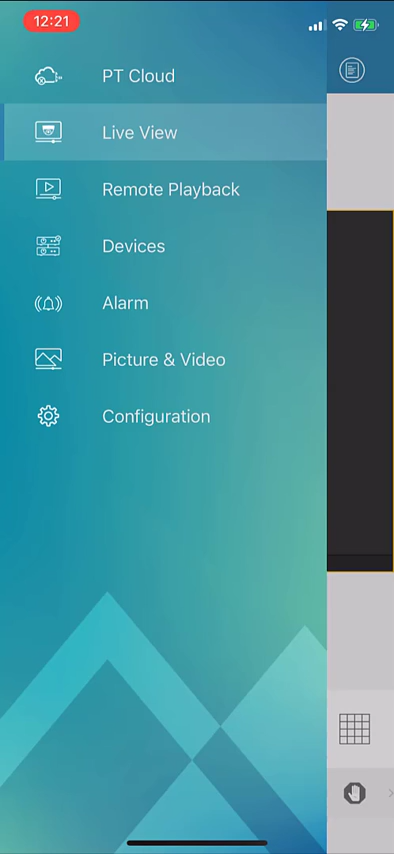 12:21
PT Cloud
Live View
Remote Playback
Devices
Alarm
Picture & Video
Configuration